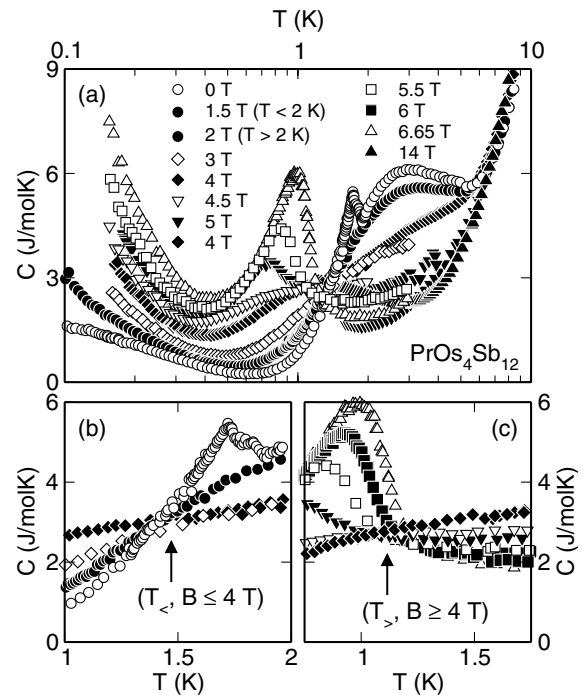 T (K)
0.1 1 10
(a)
0 T
1.5 T (T < 2 K)
2 T (T > 2 K)
3 T
4 T
4.5 T
5 T
4 T
5.5 T
6 T
6.65 T
14 T
9
6
3
0
C (J/molK)
PrOs₄Sb₁₂
(b)
(c)
6
4
2
0
C (J/molK)
(T<, B ≤ 4 T)
(T>, B ≥ 4 T)
6
4
2
0
C (J/molK)
1 1.5 2
T (K)
1 1.5
T (K)